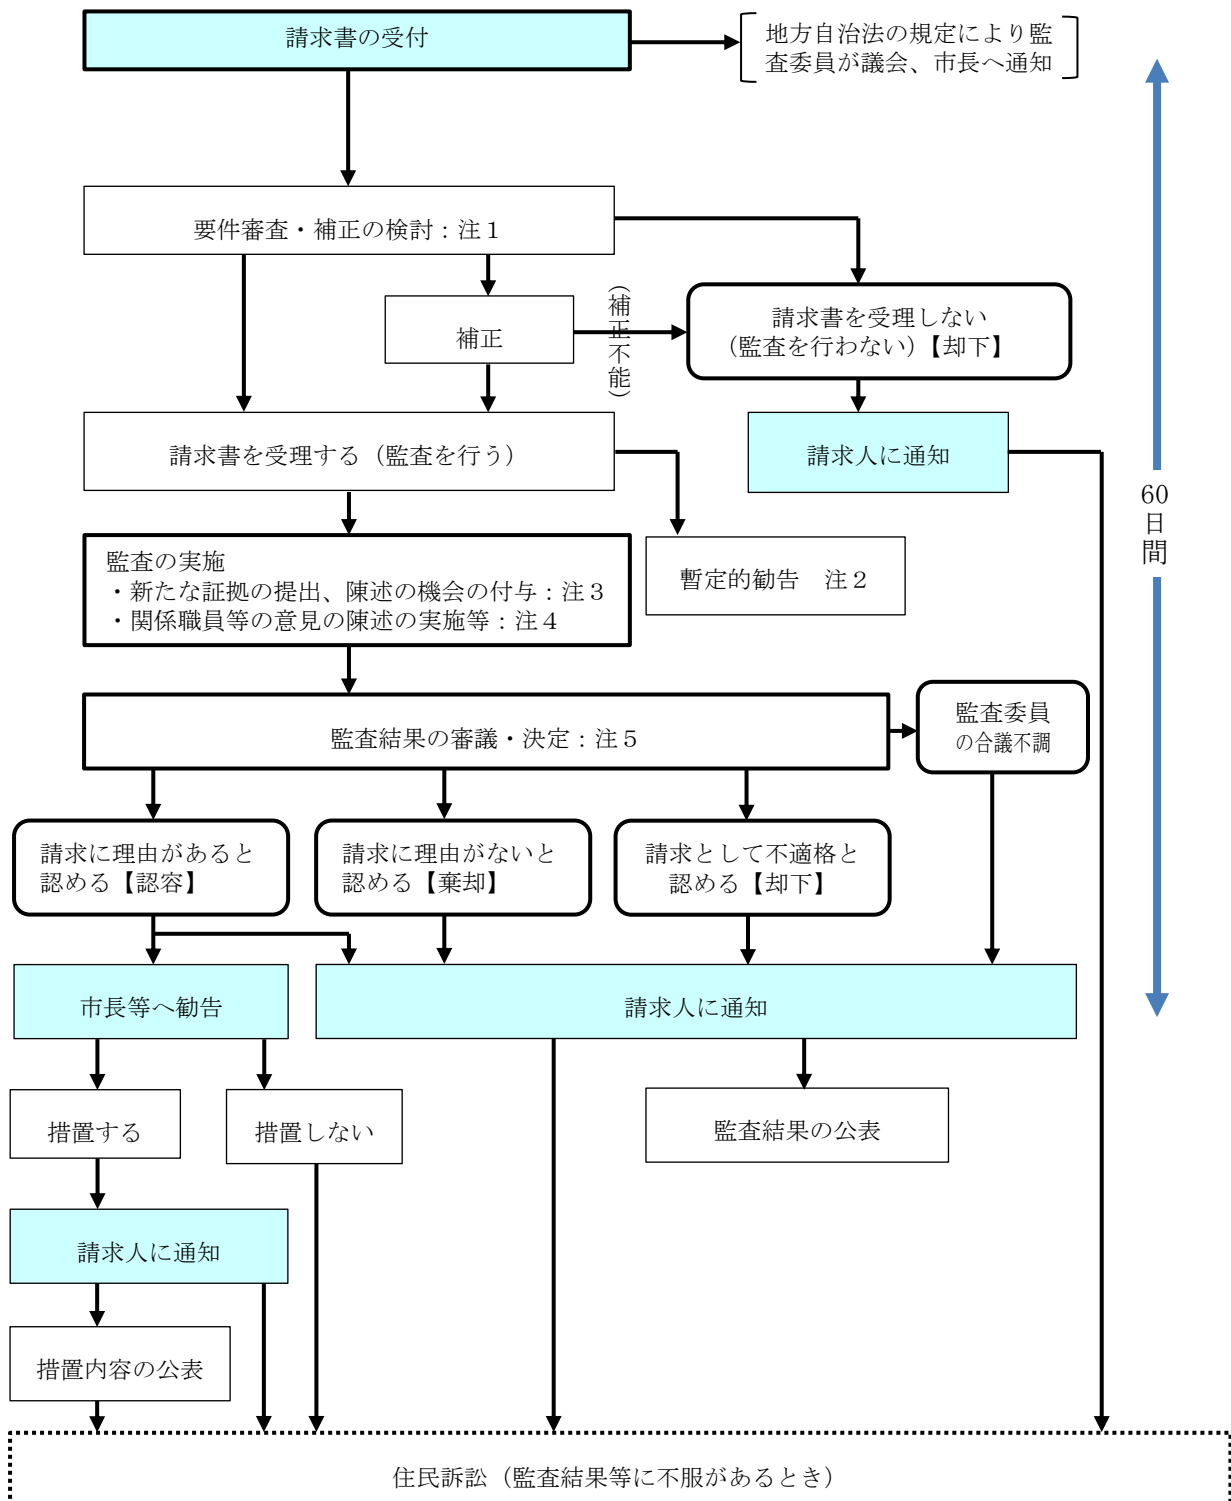 請求書の受付
地方自治法の規定により監
査委員が議会、市長へ通知
要件審査・補正の検討：注１
補正
（補正不能）
請求書を受理しない
（監査を行わない）【却下】
請求書を受理する（監査を行う）
請求人に通知
60日間
監査の実施
・新たな証拠の提出、陳述の機会の付与：注３
・関係職員等の意見の陳述の実施等：注４
暫定的勧告　注２
監査結果の審議・決定：注５
監査委員
の合議不調
請求に理由があると
認める【認容】
請求に理由がないと
認める【棄却】
請求として不適格と
認める【却下】
市長等へ勧告
請求人に通知
措置する
措置しない
監査結果の公表
請求人に通知
措置内容の公表
住民訴訟（監査結果等に不服があるとき）